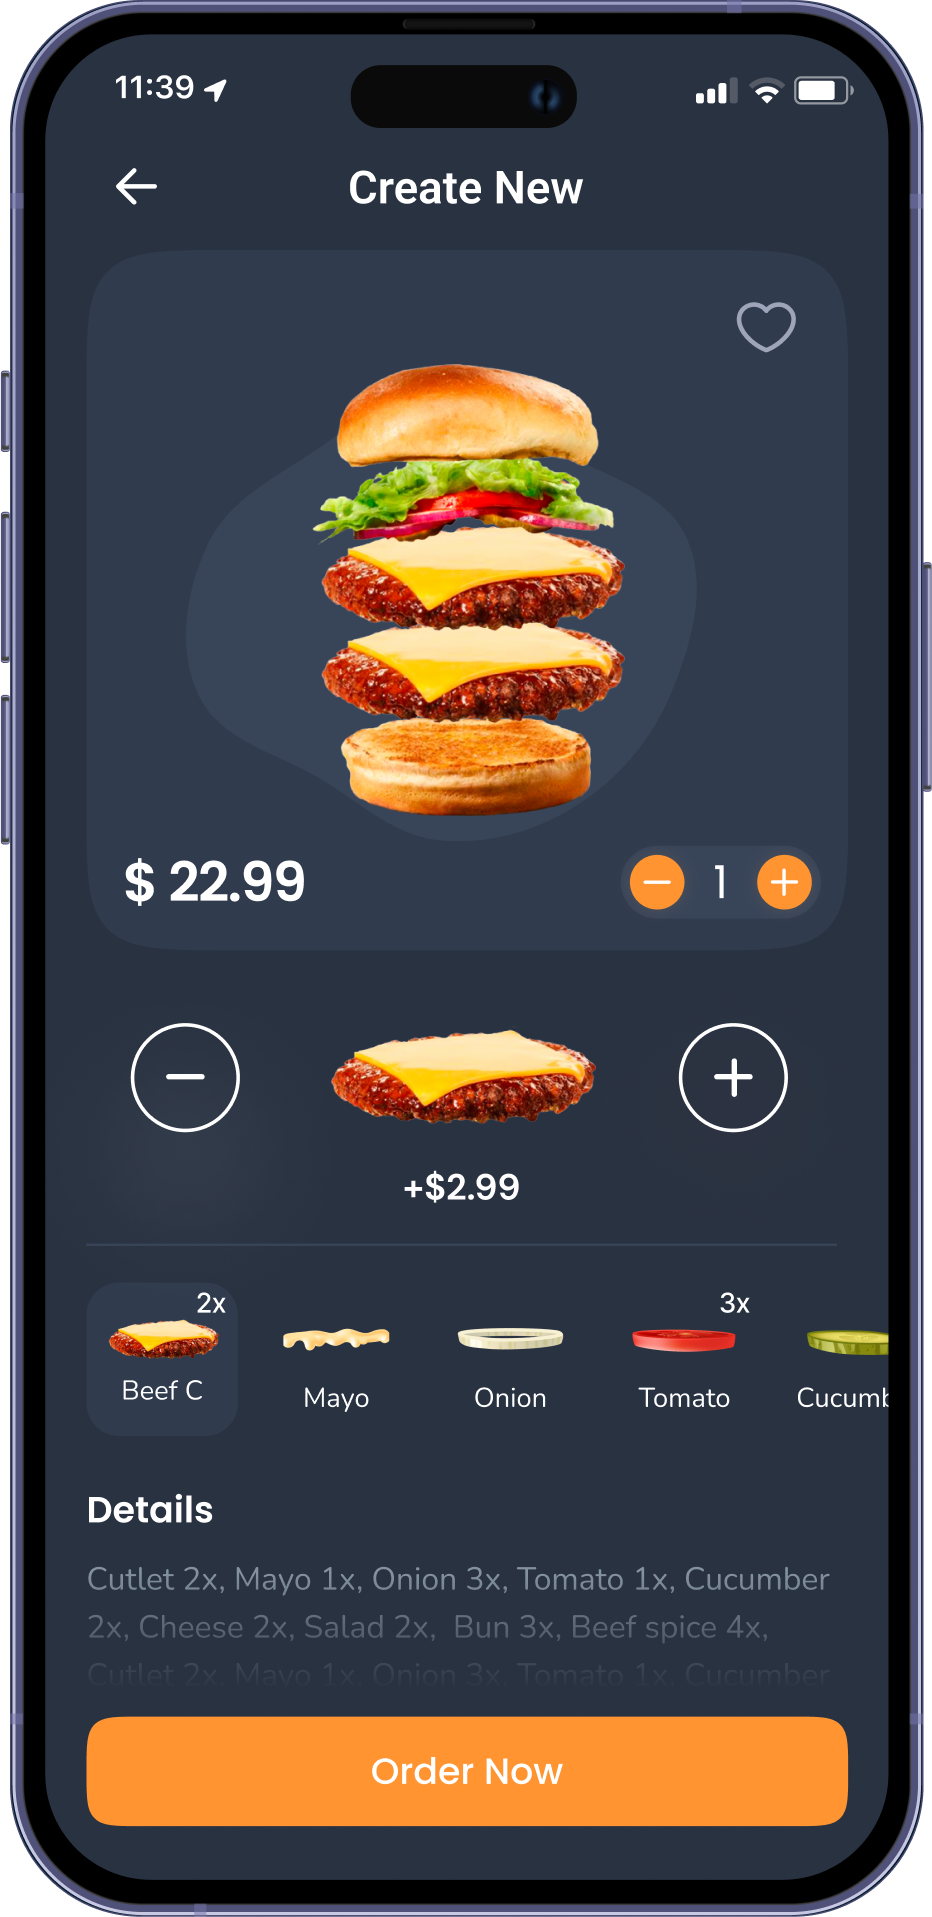 11:39
Create New
$ 22.99
1
+$2.99
2x
3x
Beef C
Mayo
Onion
Tomato
Cucumb
Details
Cutlet 2x, Mayo 1x, Onion 3x, Tomato 1x, Cucumber
2x, Cheese 2x, Salad 2x,  Bun 3x, Beef spice 4x,
Cutlet 2x, Mayo 1x, Onion 3x, Tomato 1x, Cucumber
Order Now